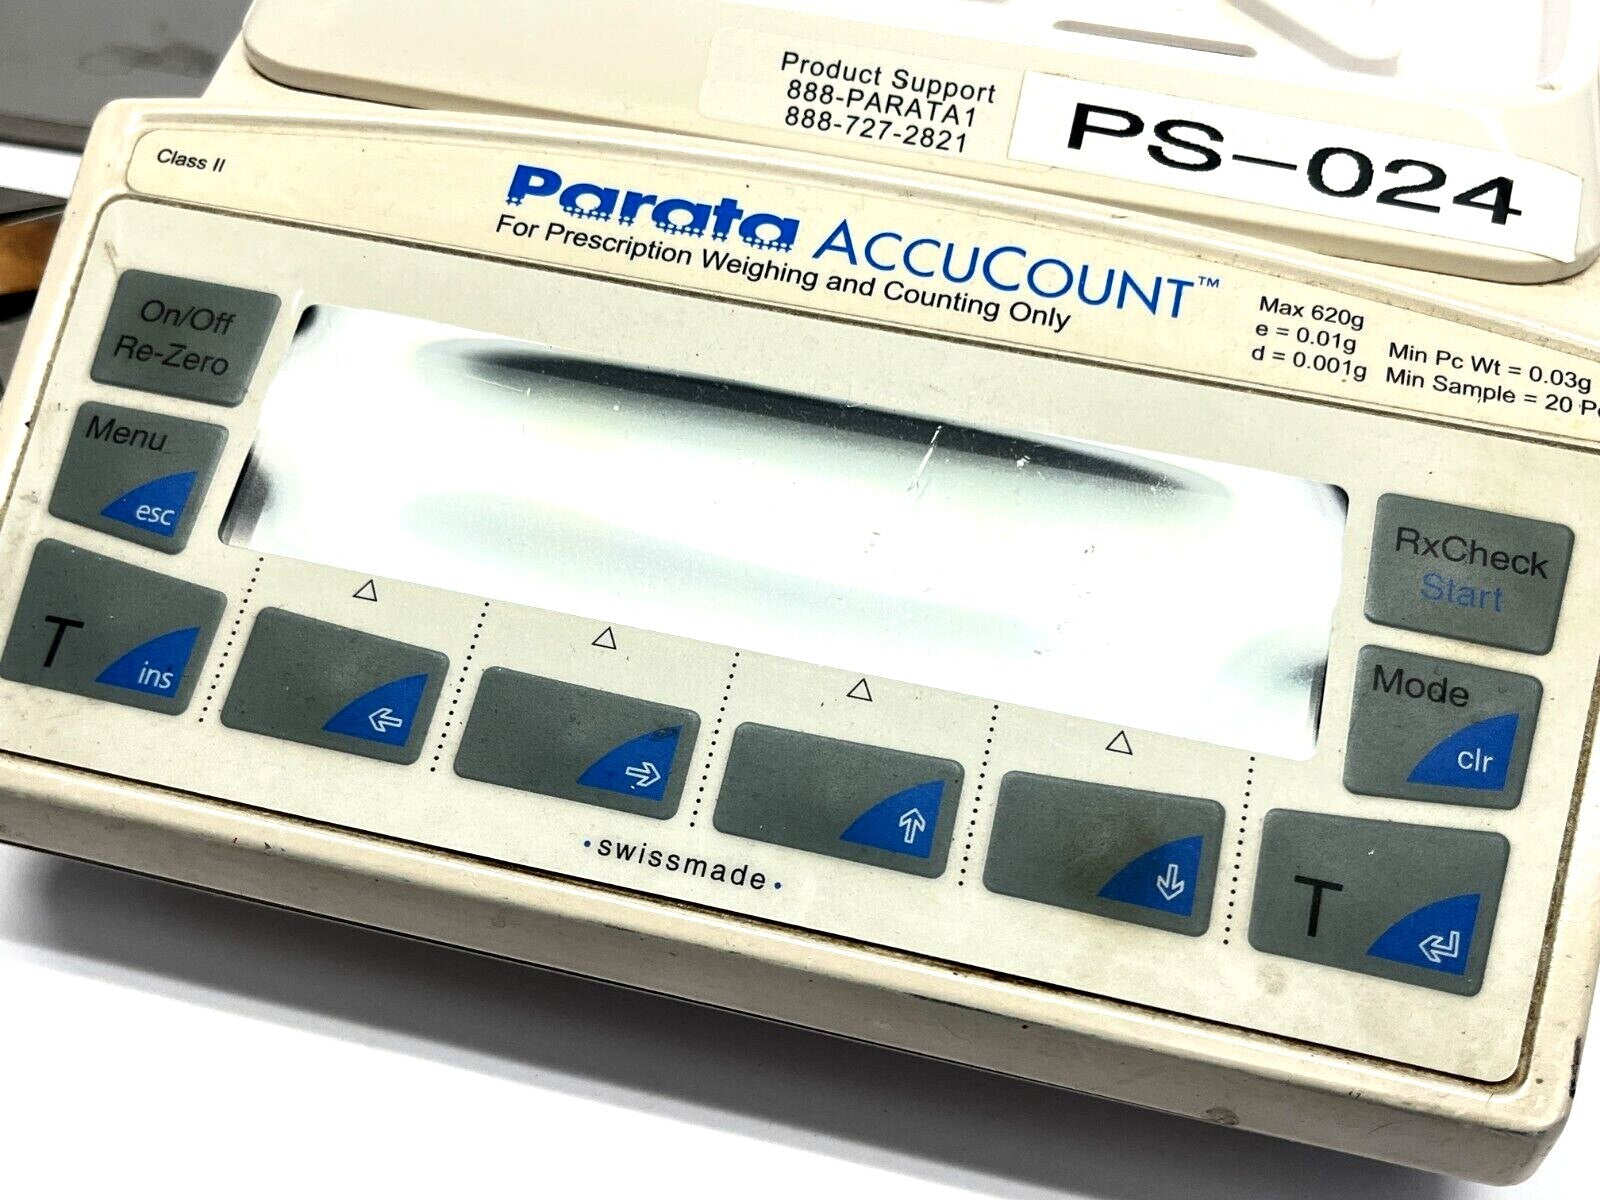 Product Support
888-PARATA1
888-727-2821
PS-024
Class II
Parata ACCUCOUNT™
For Prescription Weighing and Counting Only
Max 620g
e = 0.01g
d = 0.001g
Min Pc Wt = 0.03g
Min Sample = 20
On/Off
Re-Zero
Menu
esc
T
ins
RxCheck
Start
Mode
clr
T
•swissmade•